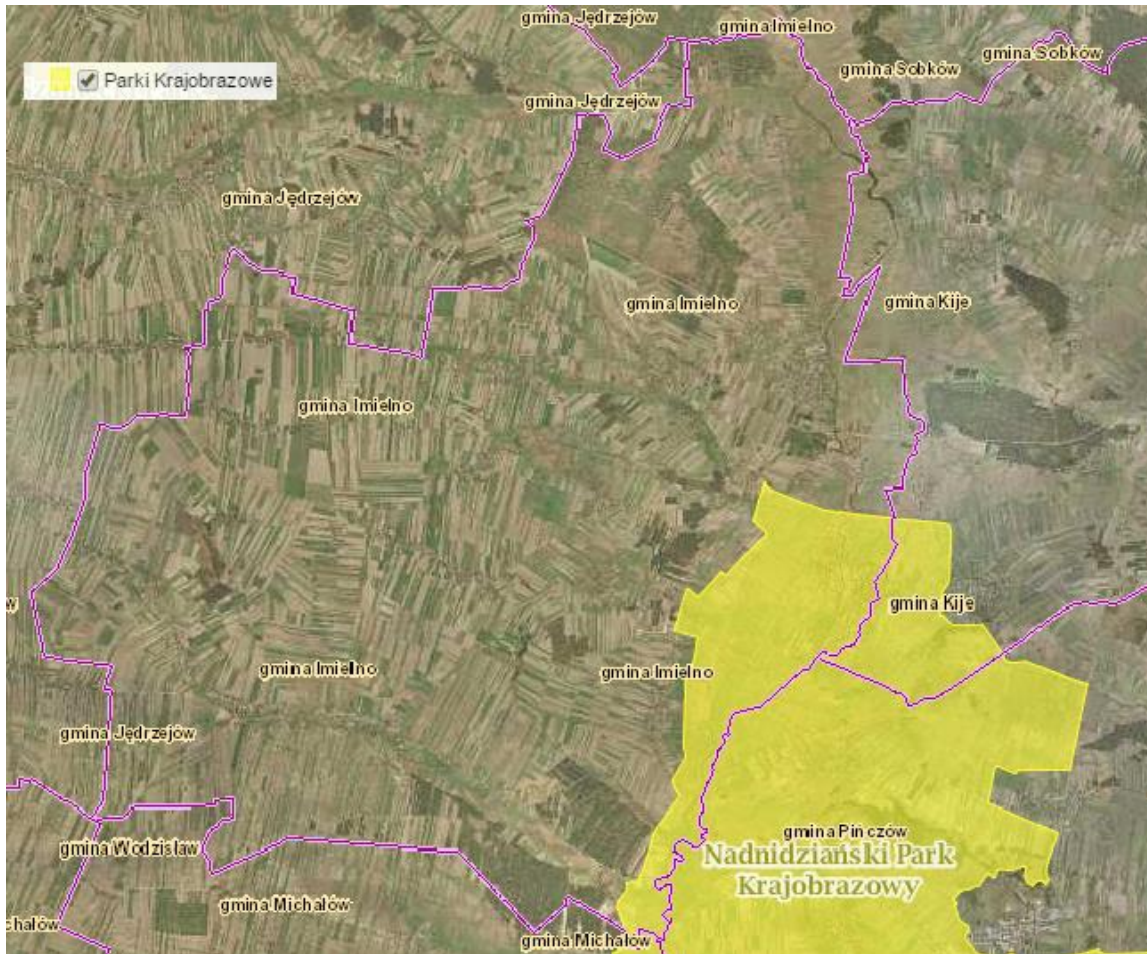 gmina Jędrzejów
gmina Imielno
gmina Sobków
gmina Sobków
Parki Krajobrazowe
gmina Jędrzejów
gmina Jędrzejów
gmina Imielno
gmina Kije
gmina Imielno
gmina Kije
gmina Imielno
gmina Imielno
gmina Jędrzejów
gmina Pińczów
gmina Wodzisław
Nadnidziański Park
Krajobrazowy
gmina Michałów
chałów
gmina Michałów